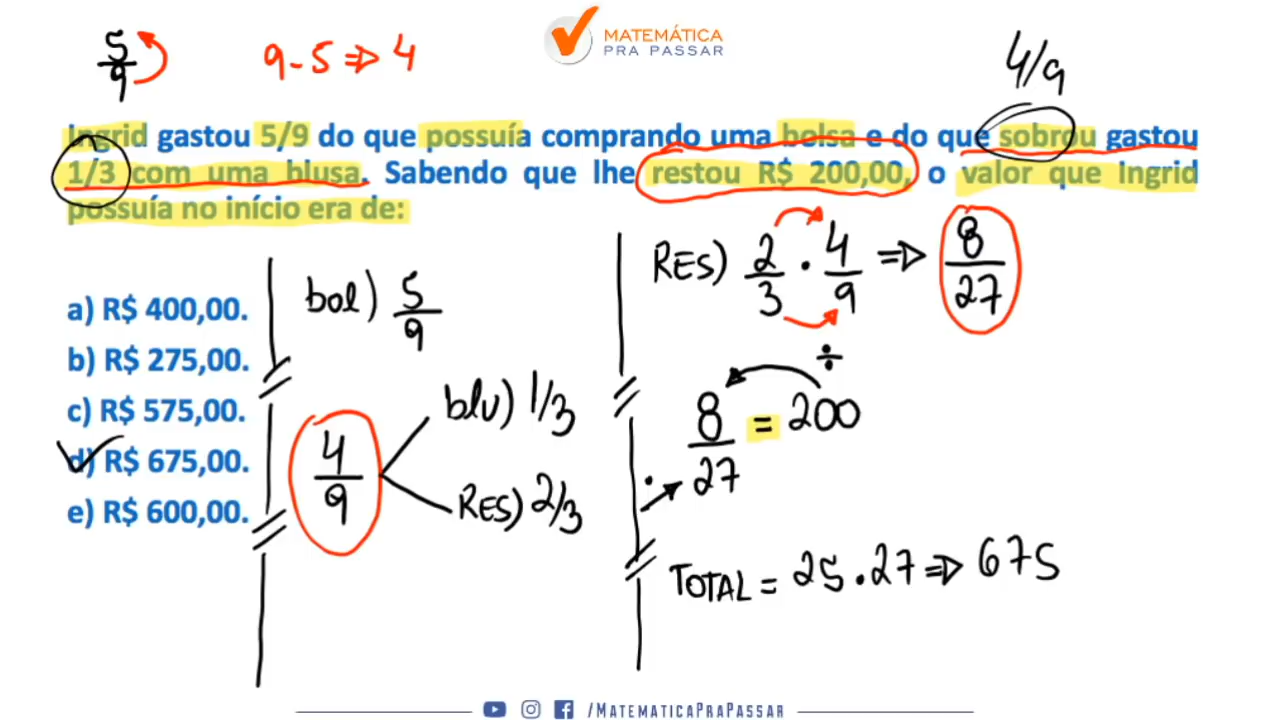 5/9
9 - 5 ⇒ 4
MATEMÁTICA
PRA PASSAR
4/9
Ingrid gastou 5/9 do que possuía comprando uma bolsa e do que sobrou gastou
1/3 com uma blusa. Sabendo que lhe restou R$ 200,00, o valor que Ingrid
possuía no início era de:
a) R$ 400,00.
b) R$ 275,00.
c) R$ 575,00.
d) R$ 675,00.
e) R$ 600,00.
bol) 5/9
4/9
blu) 1/3
RES) 2/3
RES) 2/3 . 4/9 ⇒ 8/27
÷
8/27 = 200
.
TOTAL = 25 . 27 ⇒ 675
/MATEMATICAPRAPASSAR